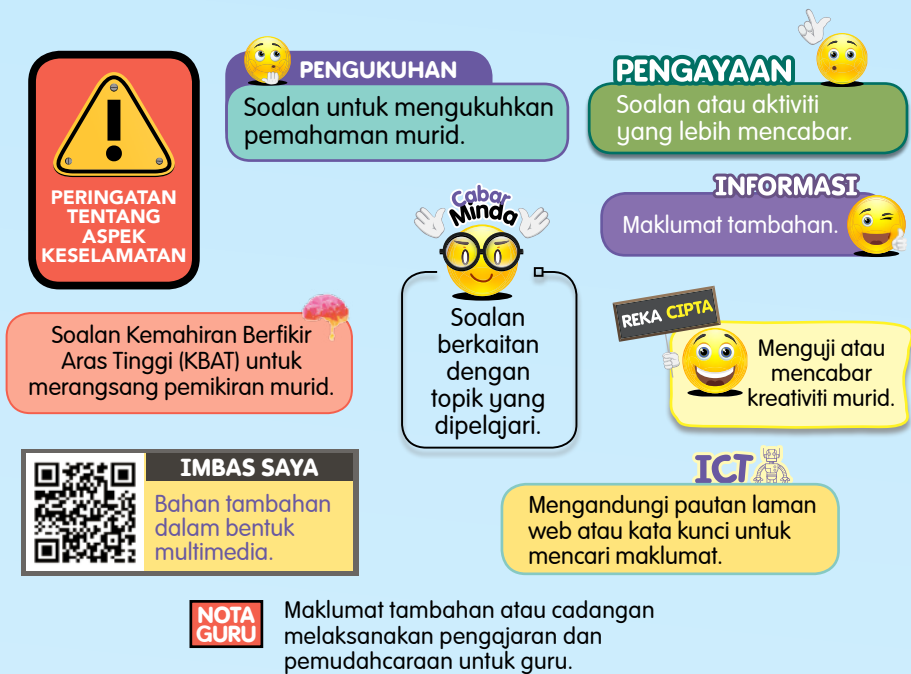 PERINGATAN
TENTANG
ASPEK
KESELAMATAN
PENGUKUHAN
Soalan untuk mengukuhkan
pemahaman murid.
PENGAYAAN
Soalan atau aktiviti
yang lebih mencabar.
INFORMASI
Maklumat tambahan.
Cabar
Minda
Soalan
berkaitan
dengan
topik yang
dipelajari.
Soalan Kemahiran Berfikir
Aras Tinggi (KBAT) untuk
merangsang pemikiran murid.
REKA CIPTA
Menguji atau
mencabar
kreativiti murid.
IMBAS SAYA
Bahan tambahan
dalam bentuk
multimedia.
ICT
Mengandungi pautan laman
web atau kata kunci untuk
mencari maklumat.
NOTA
GURU
Maklumat tambahan atau cadangan
melaksanakan pengajaran dan
pemudahcaraan untuk guru.